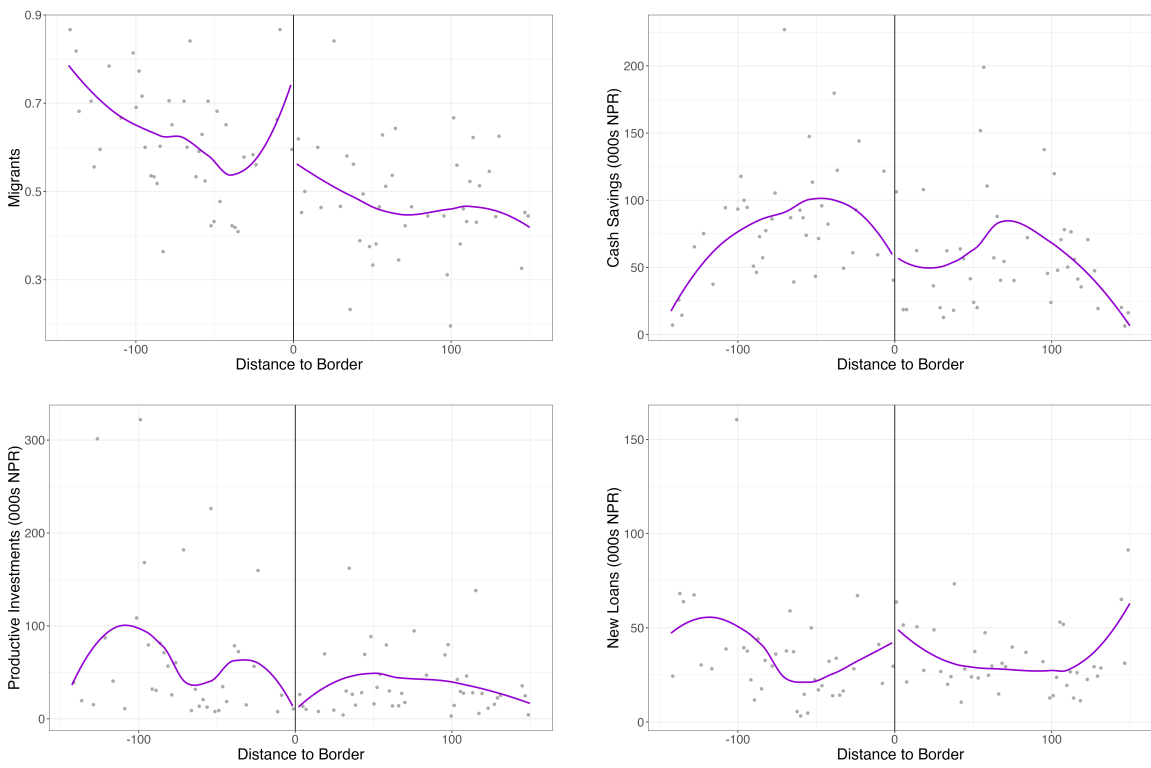 Migrants
0.9
0.7
0.5
0.3
-100 0 100
Distance to Border
Cash Savings (000s NPR)
200
150
100
50
0
-100 0 100
Distance to Border
Productive Investments (000s NPR)
300
200
100
0
-100 0 100
Distance to Border
New Loans (000s NPR)
150
100
50
0
-100 0 100
Distance to Border